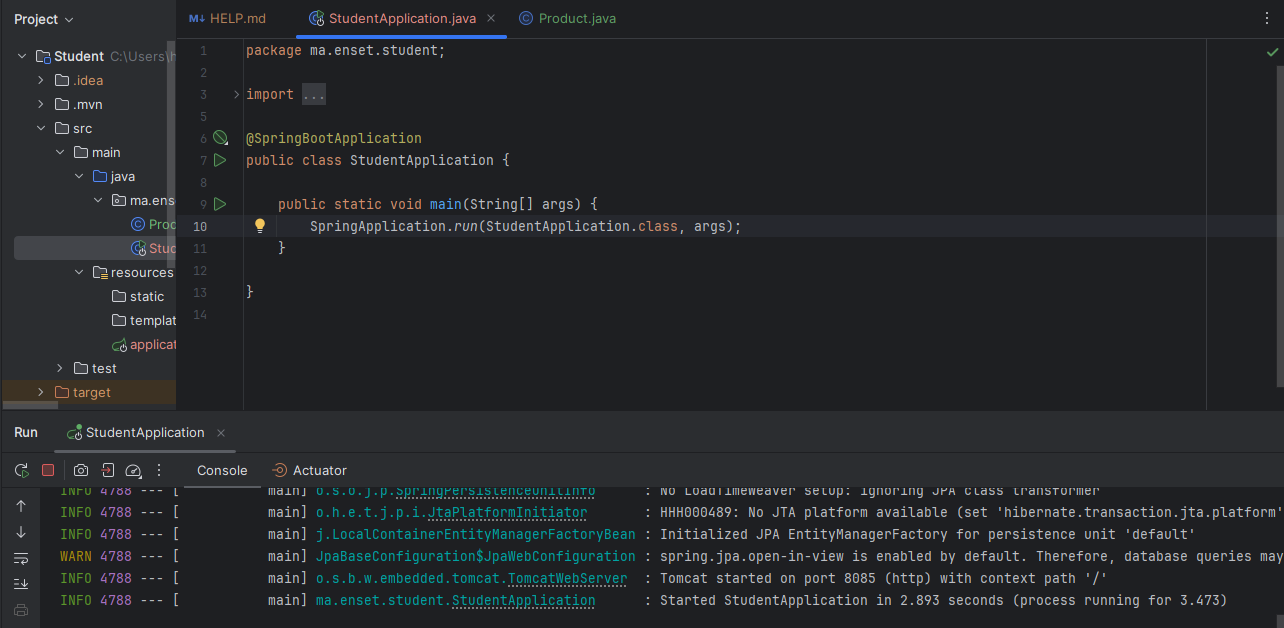 Project
HELP.md
StudentApplication.java
Product.java
Student C:\Users\h
.idea
.mvn
src
main
java
ma.ens
Prod
Stud
resources
static
templat
applicat
test
target
1 package ma.enset.student;
2
3 import ...
5
6 @SpringBootApplication
7 public class StudentApplication {
8
9 public static void main(String[] args) {
10 SpringApplication.run(StudentApplication.class, args);
11 }
12
13 }
14
Run StudentApplication
Console Actuator
INFO 4788 --- [ main] o.s.o.j.p.SpringPersistenceUnitInfo : No LoadTimeWeaver setup: ignoring JPA class transformer
INFO 4788 --- [ main] o.h.e.t.j.p.i.JtaPlatformInitiator : HHH000489: No JTA platform available (set 'hibernate.transaction.jta.platform'
INFO 4788 --- [ main] j.LocalContainerEntityManagerFactoryBean : Initialized JPA EntityManagerFactory for persistence unit 'default'
WARN 4788 --- [ main] JpaBaseConfiguration$JpaWebConfiguration : spring.jpa.open-in-view is enabled by default. Therefore, database queries may
INFO 4788 --- [ main] o.s.b.w.embedded.tomcat.TomcatWebServer : Tomcat started on port 8085 (http) with context path '/'
INFO 4788 --- [ main] ma.enset.student.StudentApplication : Started StudentApplication in 2.893 seconds (process running for 3.473)